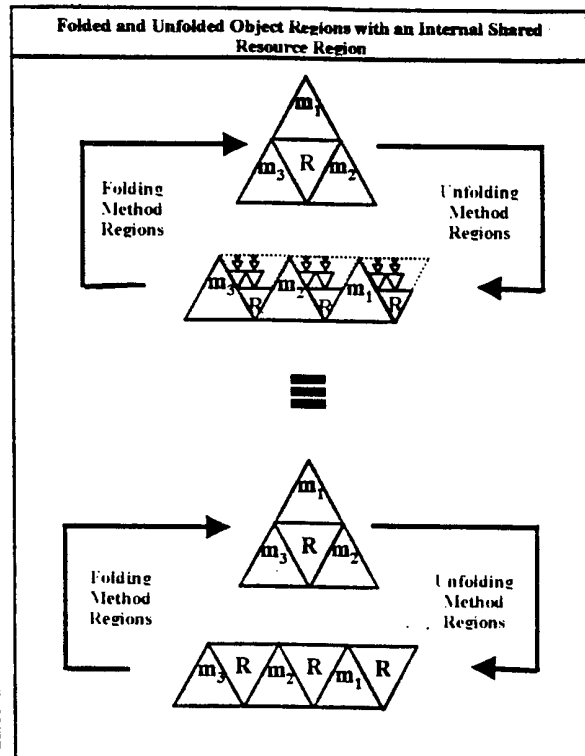 Folded and Unfolded Object Regions with an Internal Shared
Resource Region
m1
m3 R m2
Folding
Method
Regions
Unfolding
Method
Regions
m3 R m2 R m1 R
m1
m3 R m2
Folding
Method
Regions
Unfolding
Method
Regions
m3 R m2 R m1 R